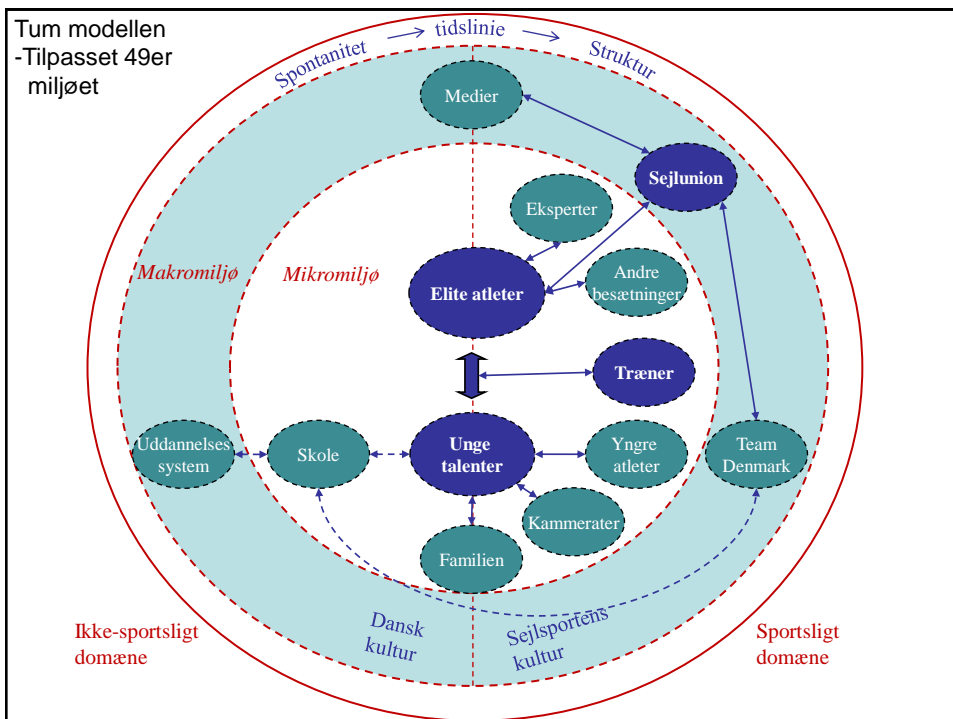 Tum modellen
-Tilpasset 49er
miljøet
Spontanitet
tidslinie
Struktur
Medier
Sejlunion
Eksperter
Makromiljø
Mikromiljø
Elite atleter
Andre
besætninger
Træner
Uddannelses
system
Skole
Unge
talenter
Yngre
atleter
Team
Denmark
Kammerater
Familien
Ikke-sportsligt
domæne
Dansk
kultur
Sejlsportens
kultur
Sportsligt
domæne